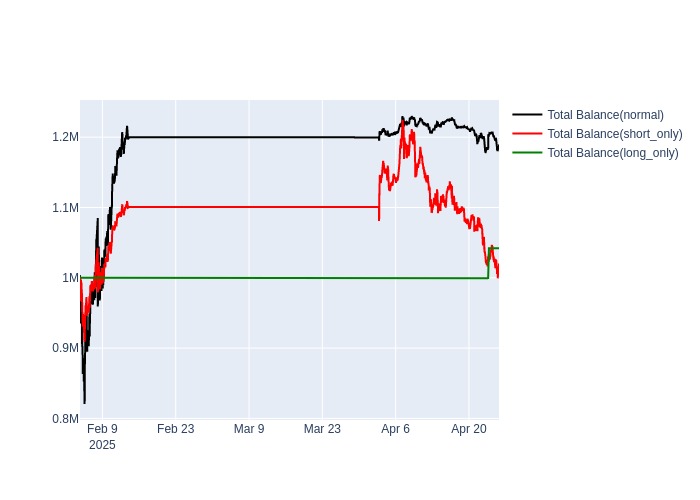 Total Balance(normal)
Total Balance(short_only)
Total Balance(long_only)
1.2M
1.1M
1M
0.9M
0.8M
Feb 9 Feb 23 Mar 9 Mar 23 Apr 6 Apr 20
2025